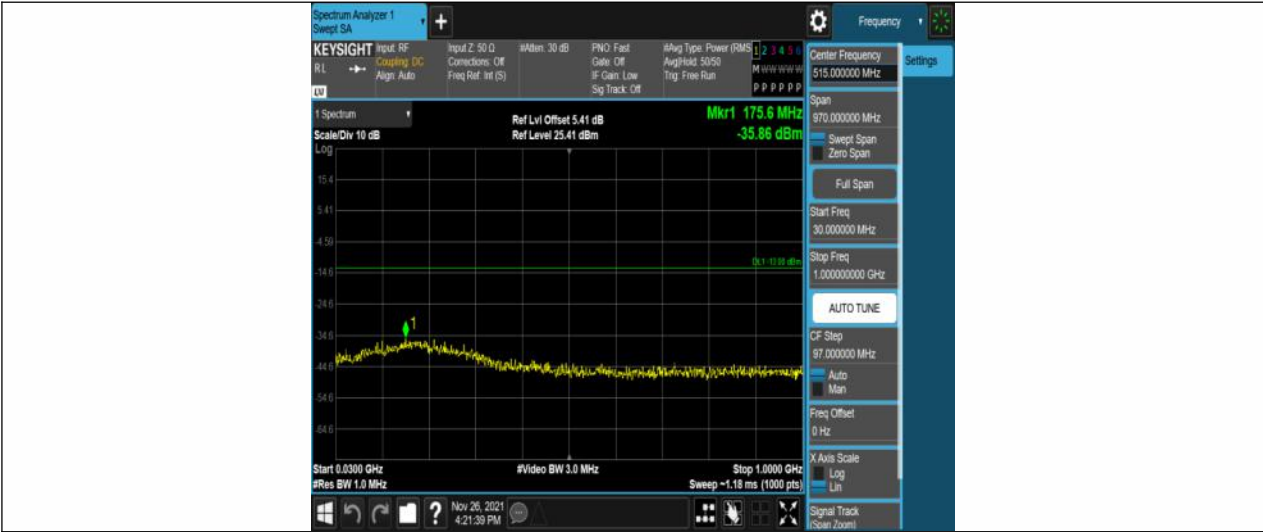 Spectrum Analyzer 1
Swept SA
+
Frequency
KEYSIGHT
RL
LV
Input: RF
Coupling: DC
Align: Auto
Input Z: 50 Ω
Corrections: Off
Freq Ref: Int (S)
#Atten: 30 dB
PNO: Fast
Gate: Off
IF Gain: Low
Sig Track: Off
#Avg Type: Power (RMS
Avg|Hold: 50/50
Trig: Free Run
1 2 3 4 5 6
M W W W W W
P P P P P P
1 Spectrum
Scale/Div 10 dB
Log
Ref Lvl Offset 5.41 dB
Ref Level 25.41 dBm
Mkr1 175.6 MHz
-35.86 dBm
15.4
5.41
-4.59
DL1 -13.00 dBm
-14.6
-24.6
1
-34.6
-44.6
-54.6
-64.6
Start 0.0300 GHz
#Res BW 1.0 MHz
#Video BW 3.0 MHz
Stop 1.0000 GHz
Sweep ~1.18 ms (1000 pts)
Nov 26, 2021
4:21:39 PM
Center Frequency
515.000000 MHz
Settings
Span
970.000000 MHz
Swept Span
Zero Span
Full Span
Start Freq
30.000000 MHz
Stop Freq
1.000000000 GHz
AUTO TUNE
CF Step
97.000000 MHz
Auto
Man
Freq Offset
0 Hz
X Axis Scale
Log
Lin
Signal Track
(Span Zoom)